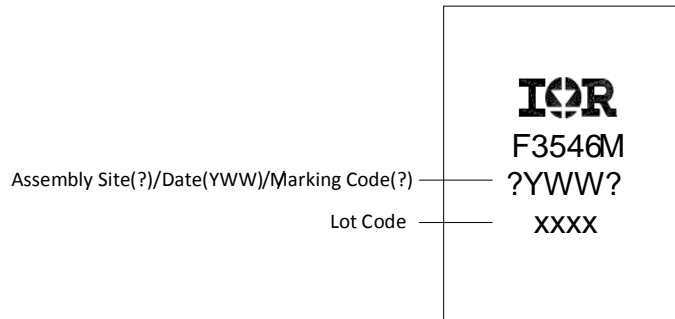 IOR
F3546M
Assembly Site(?)/Date(YWW)/Marking Code(?)
?YWW?
Lot Code
xxxx